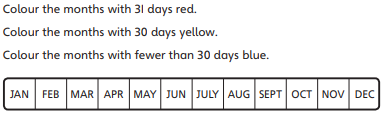 Colour the months with 31 days red.
Colour the months with 30 days yellow.
Colour the months with fewer than 30 days blue.
JAN FEB MAR APR MAY JUN JULY AUG SEPT OCT NOV DEC